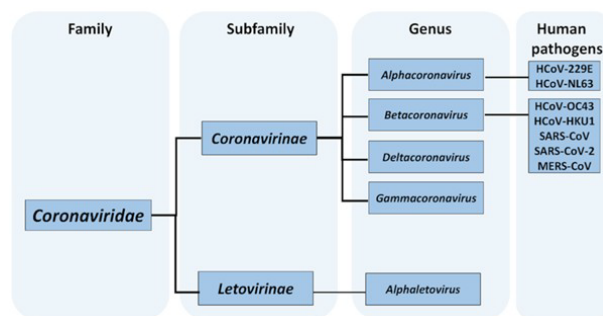 Family
Subfamily
Genus
Human
pathogens
Coronaviridae
Coronavirinae
Letovirinae
Alphacoronavirus
Betacoronavirus
Deltacoronavirus
Gammacoronavirus
Alphaletovirus
HCoV-229E
HCoV-NL63
HCoV-OC43
HCoV-HKU1
SARS-CoV
SARS-CoV-2
MERS-CoV